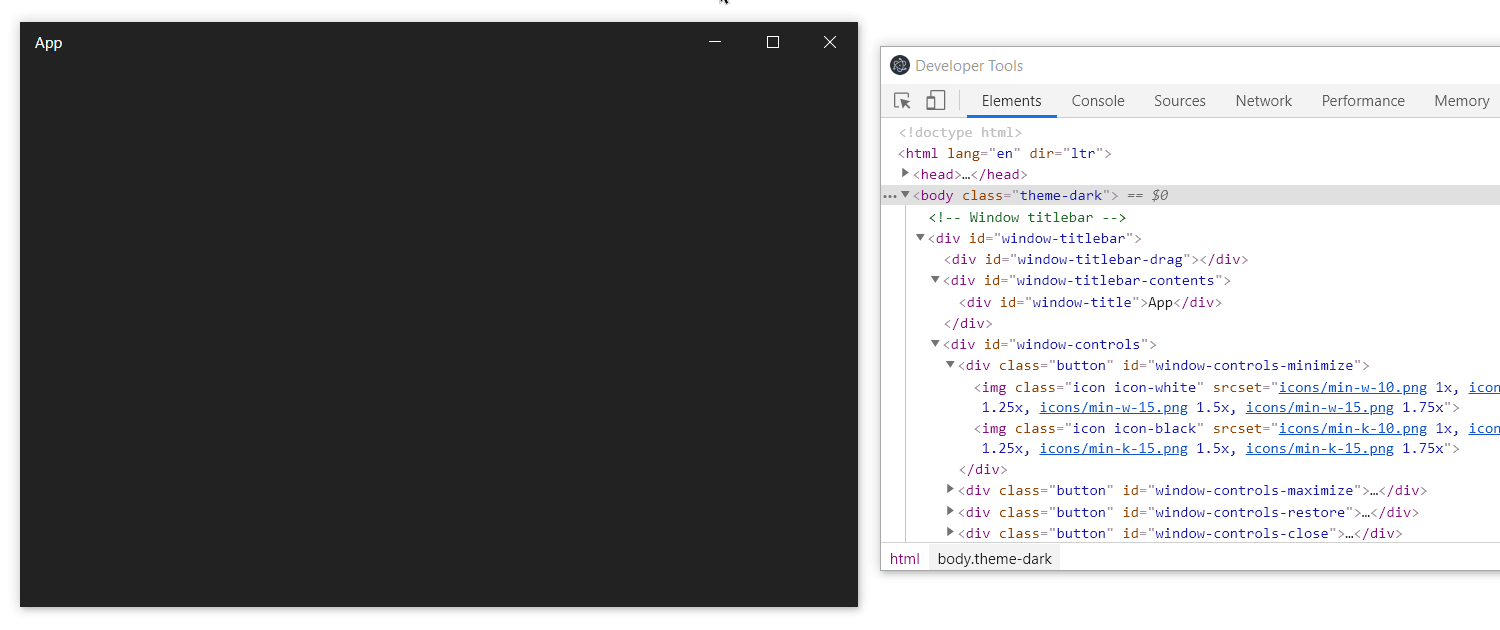 App
Developer Tools
Elements Console Sources Network Performance Memory
<!doctype html>
<html lang="en" dir="ltr">
<head>…</head>
<body class="theme-dark"> == $0
<!-- Window titlebar -->
<div id="window-titlebar">
<div id="window-titlebar-drag"></div>
<div id="window-titlebar-contents">
<div id="window-title">App</div>
</div>
<div id="window-controls">
<div class="button" id="window-controls-minimize">
<img class="icon icon-white" srcset="icons/min-w-10.png 1x, icon
1.25x, icons/min-w-15.png 1.5x, icons/min-w-15.png 1.75x">
<img class="icon icon-black" srcset="icons/min-k-10.png 1x, icon
1.25x, icons/min-k-15.png 1.5x, icons/min-k-15.png 1.75x">
</div>
<div class="button" id="window-controls-maximize">…</div>
<div class="button" id="window-controls-restore">…</div>
<div class="button" id="window-controls-close">…</div>
html body.theme-dark